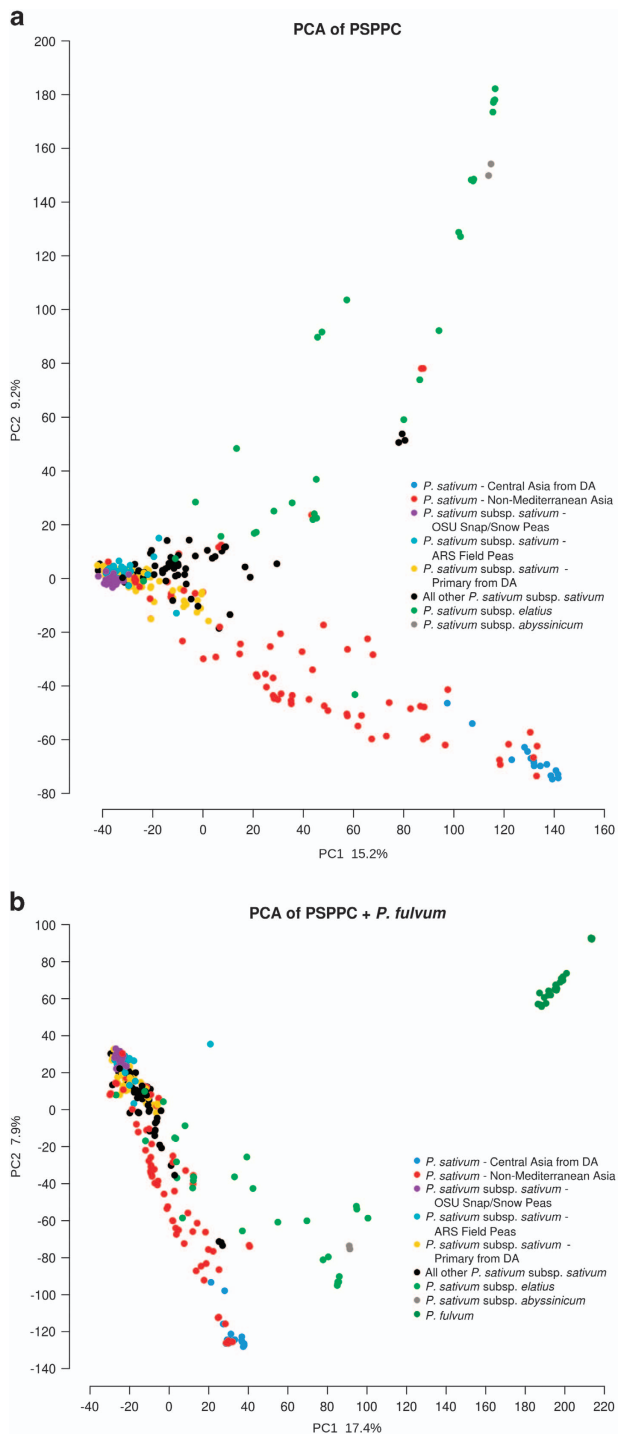 a
PCA of PSPPC
200
180
160
140
120
100
80
60
40
20
0
-20
-40
-60
-80
PC2 9.2%
P. sativum - Central Asia from DA
P. sativum - Non-Mediterranean Asia
P. sativum subsp. sativum -
OSU Snap/Snow Peas
P. sativum subsp. sativum -
ARS Field Peas
P. sativum subsp. sativum -
Primary from DA
All other P. sativum subsp. sativum
P. sativum subsp. elatius
P. sativum subsp. abyssinicum
-40 -20 0 20 40 60 80 100 120 140 160
PC1 15.2%
b
PCA of PSPPC + P. fulvum
100
80
60
40
20
0
-20
-40
-60
-80
-100
-120
-140
PC2 7.9%
P. sativum - Central Asia from DA
P. sativum - Non-Mediterranean Asia
P. sativum subsp. sativum -
OSU Snap/Snow Peas
P. sativum subsp. sativum -
ARS Field Peas
P. sativum subsp. sativum -
Primary from DA
All other P. sativum subsp. sativum
P. sativum subsp. elatius
P. sativum subsp. abyssinicum
P. fulvum
-40 -20 0 20 40 60 80 100 120 140 160 180 200 220
PC1 17.4%